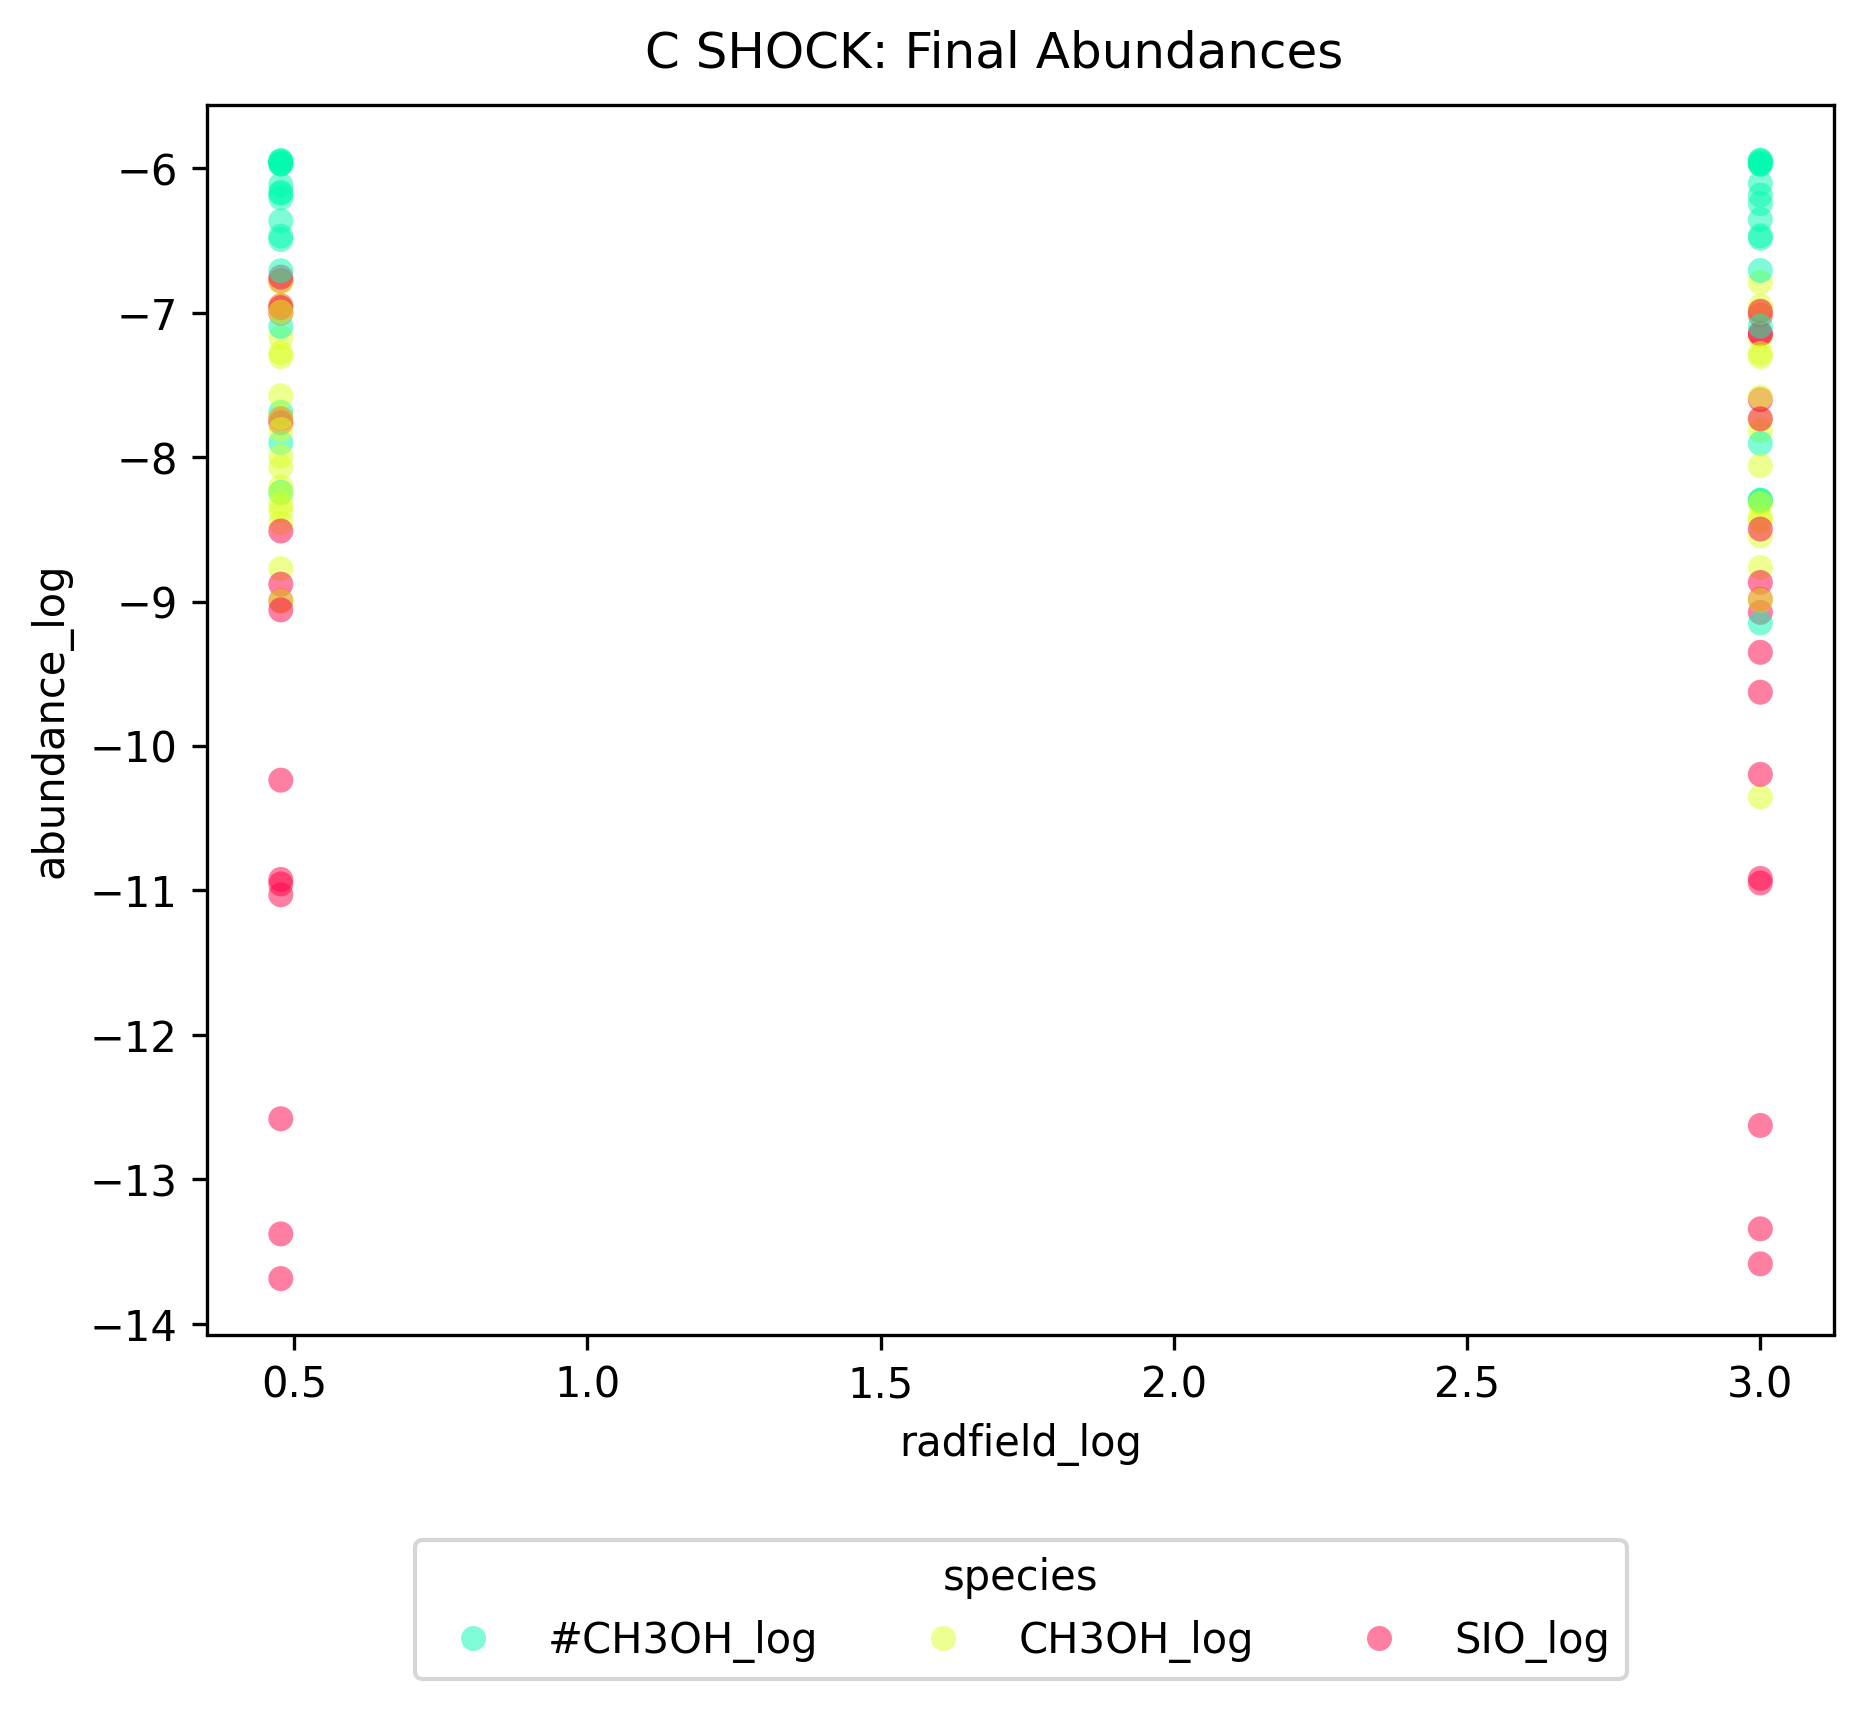 C SHOCK: Final Abundances
−6
−7
−8
−9
−10
−11
−12
−13
−14
abundance_log
0.5 1.0 1.5 2.0 2.5 3.0
radfield_log
species
#CH3OH_log CH3OH_log SIO_log